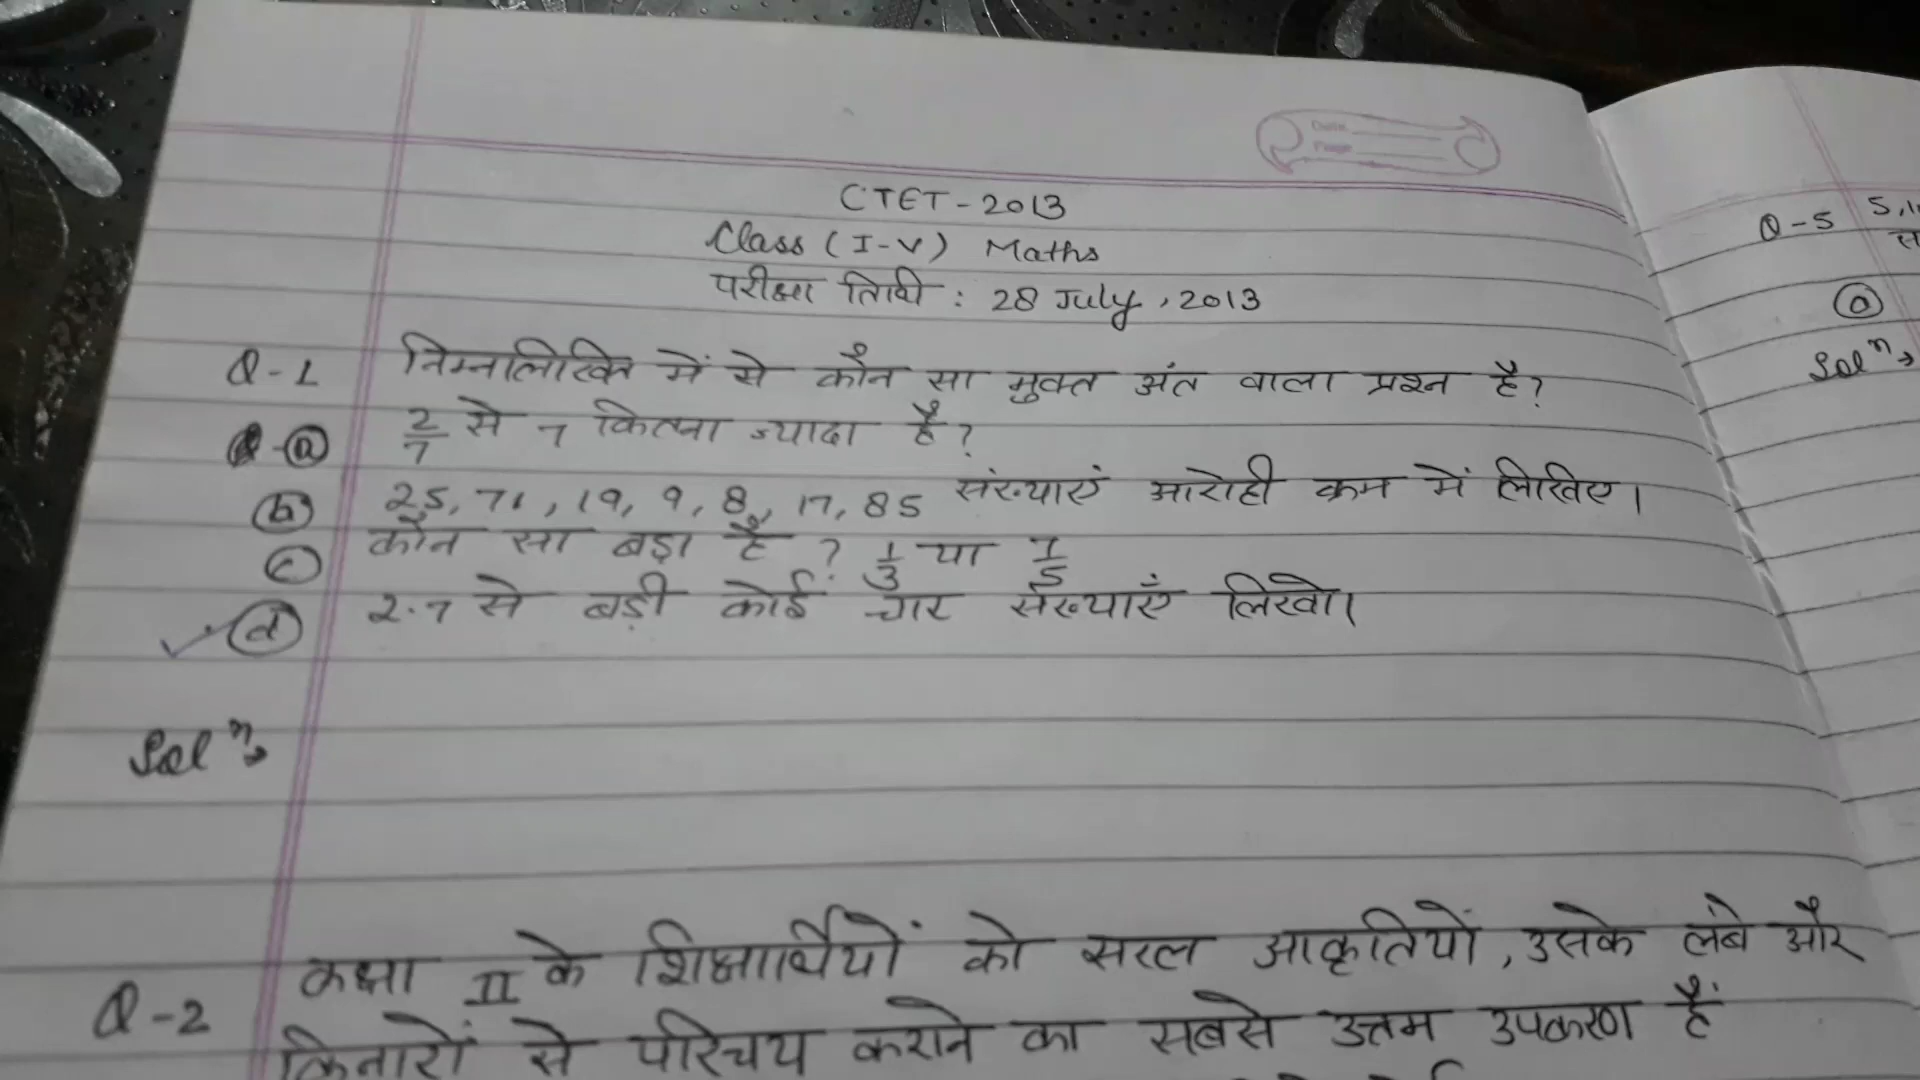 CTET - 2013
Class (I-V) Maths
परीक्षा तिथी : 28 July, 2013
Q-1 निम्नलिखित में से कौन सा मुक्त अंत वाला प्रश्न है?
(a) 2/7 से 7 कितना ज्यादा है?
(b) 25, 71, 19, 9, 8, 17, 85 संख्याएं आरोही क्रम में लिखिए।
(c) कौन सा बड़ा है? 1/3 या 7/5
✓ (d) 2.7 से बड़ी कोई चार संख्याएँ लिखो।
Solⁿ→
Q-2 कक्षा II के शिक्षार्थियों को सरल आकृतियों, उसके लंबे और
किनारों से परिचय कराने का सबसे उत्तम उपकरण है:
Q-5
(a)
Solⁿ→